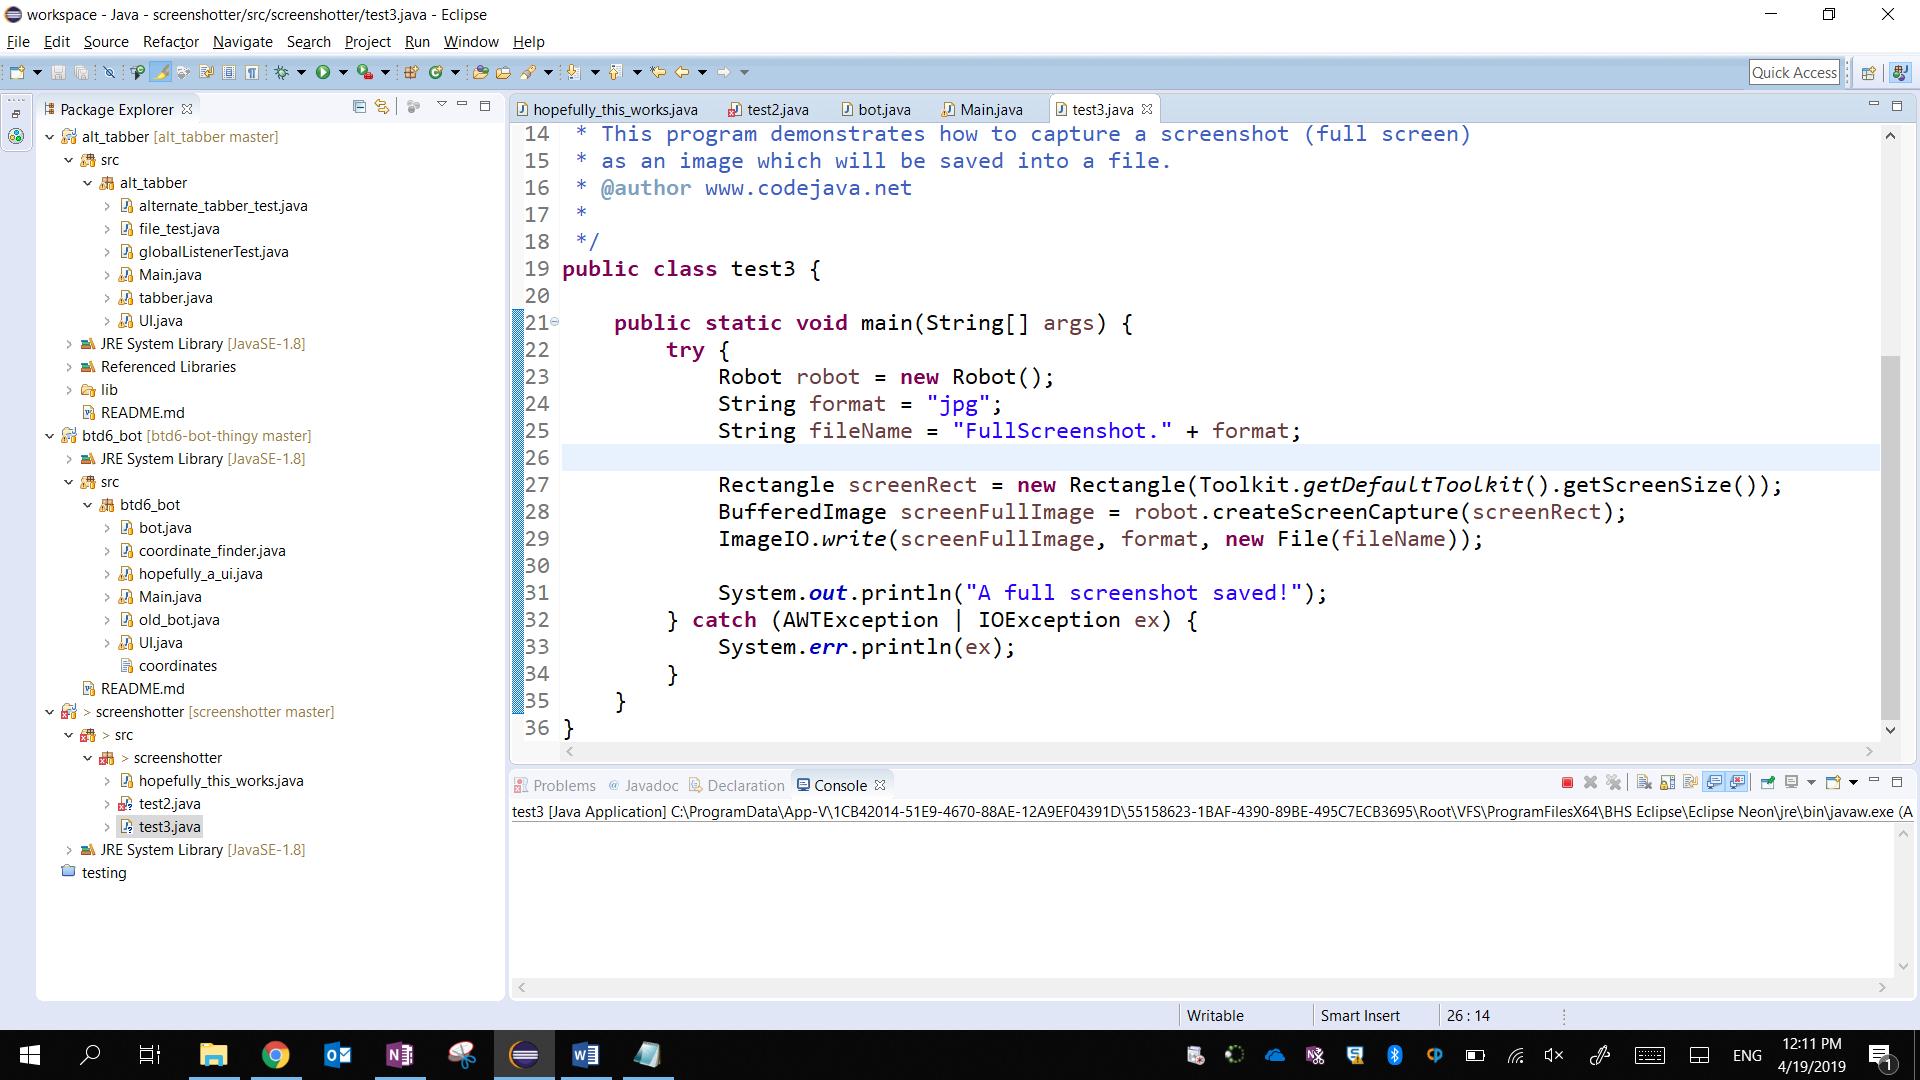 workspace - Java - screenshotter/src/screenshotter/test3.java - Eclipse
File Edit Source Refactor Navigate Search Project Run Window Help
Quick Access
Package Explorer
alt_tabber [alt_tabber master]
src
alt_tabber
alternate_tabber_test.java
file_test.java
globalListenerTest.java
Main.java
tabber.java
UI.java
JRE System Library [JavaSE-1.8]
Referenced Libraries
lib
README.md
btd6_bot [btd6-bot-thingy master]
JRE System Library [JavaSE-1.8]
src
btd6_bot
bot.java
coordinate_finder.java
hopefully_a_ui.java
Main.java
old_bot.java
UI.java
coordinates
README.md
> screenshotter [screenshotter master]
> src
> screenshotter
hopefully_this_works.java
test2.java
test3.java
JRE System Library [JavaSE-1.8]
testing
hopefully_this_works.java test2.java bot.java Main.java test3.java
14 * This program demonstrates how to capture a screenshot (full screen)
15 * as an image which will be saved into a file.
16 * @author www.codejava.net
17 *
18 */
19 public class test3 {
20
21 public static void main(String[] args) {
22 try {
23 Robot robot = new Robot();
24 String format = "jpg";
25 String fileName = "FullScreenshot." + format;
26
27 Rectangle screenRect = new Rectangle(Toolkit.getDefaultToolkit().getScreenSize());
28 BufferedImage screenFullImage = robot.createScreenCapture(screenRect);
29 ImageIO.write(screenFullImage, format, new File(fileName));
30
31 System.out.println("A full screenshot saved!");
32 } catch (AWTException | IOException ex) {
33 System.err.println(ex);
34 }
35 }
36 }
Problems @ Javadoc Declaration Console
test3 [Java Application] C:\ProgramData\App-V\1CB42014-51E9-4670-88AE-12A9EF04391D\55158623-1BAF-4390-89BE-495C7ECB3695\Root\VFS\ProgramFilesX64\BHS Eclipse\Eclipse Neon\jre\bin\javaw.exe (A
Writable Smart Insert 26 : 14
ENG
12:11 PM
4/19/2019
1